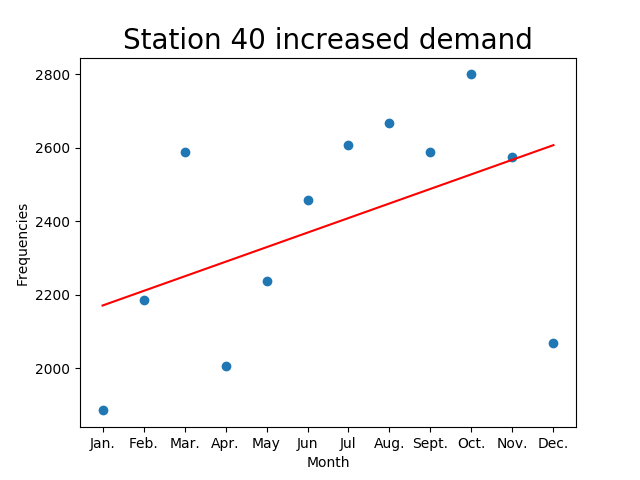 Station 40 increased demand
2800
2600
2400
2200
2000
Frequencies
Jan. Feb. Mar. Apr. May Jun Jul Aug. Sept. Oct. Nov. Dec.
Month